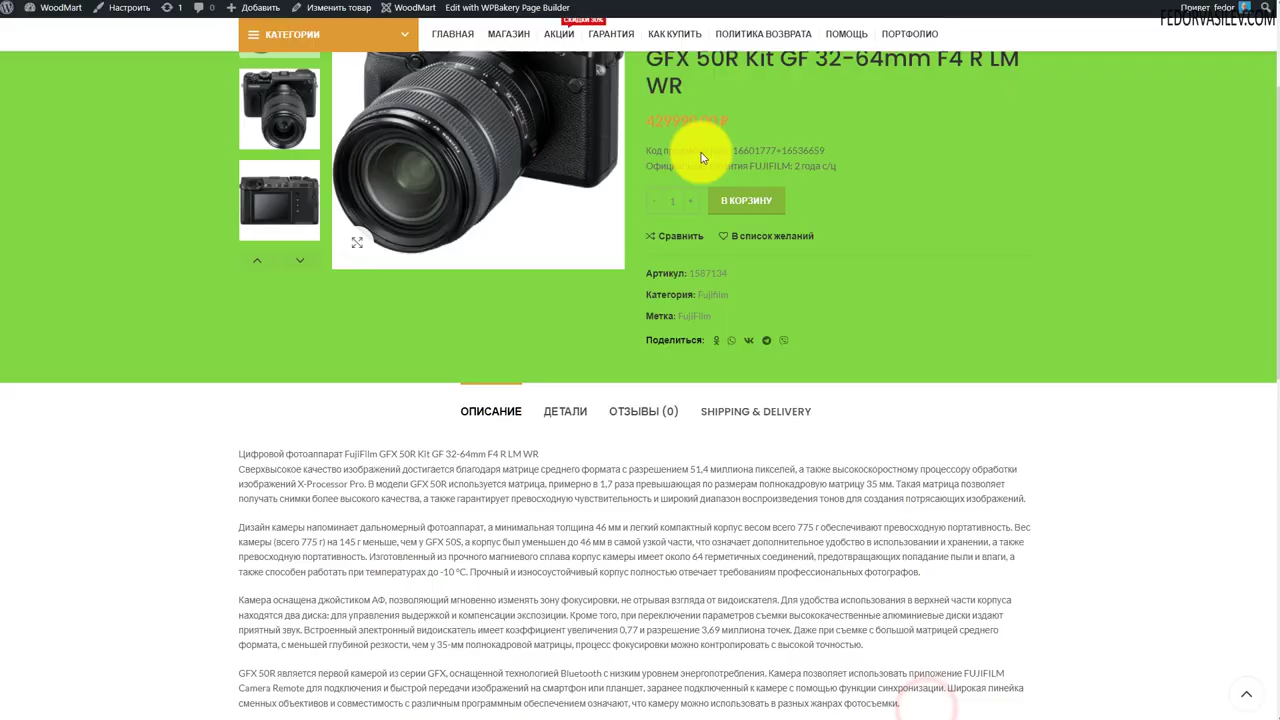 Настроить
WoodMart
Добавить
Edit with WPBakery Page Builder
Привет, fedor
FEDORVASILEV.COM
СКИДКИ 30%
КАТЕГОРИИ
ГЛАВНАЯ
МАГАЗИН
АКЦИИ
ГАРАНТИЯ
КАК КУПИТЬ
ПОЛИТИКА ВОЗВРАТА
ПОМОЩЬ
ПОРТФОЛИО
GFX 50R Kit GF 32-64mm F4 R LM
WR
429990,00 ₽
Код 16601777+16536659
FUJIFILM: 2 года с/ц
- 1 +
В КОРЗИНУ
Сравнить
В список желаний
Артикул: 1587134
Категория: Fujifilm
Метка: FujiFilm
Поделиться:
ОПИСАНИЕ
ДЕТАЛИ
ОТЗЫВЫ (0)
SHIPPING & DELIVERY
Цифровой фотоаппарат FujiFilm GFX 50R Kit GF 32-64mm F4 R LM WR
Сверхвысокое качество изображений достигается благодаря матрице среднего формата с разрешением 51,4 миллиона пикселей, а также высокоскоростному процессору обработки
изображений X-Processor Pro. В модели GFX 50R используется матрица, примерно в 1,7 раза превышающая по размерам полнокадровую матрицу 35 мм. Такая матрица позволяет
получать снимки более высокого качества, а также гарантирует превосходную чувствительность и широкий диапазон воспроизведения тонов для создания потрясающих изображений.
Дизайн камеры напоминает дальномерный фотоаппарат, а минимальная толщина 46 мм и легкий компактный корпус весом всего 775 г обеспечивают превосходную портативность. Вес
камеры (всего 775 г) на 145 г меньше, чем у GFX 50S, а корпус был уменьшен до 46 мм в самой узкой части, что означает дополнительное удобство в использовании и хранении, а также
превосходную портативность. Изготовленный из прочного магниевого сплава корпус камеры имеет около 64 герметичных соединений, предотвращающих попадание пыли и влаги, а
также способен работать при температурах до -10 °C. Прочный и износоустойчивый корпус полностью отвечает требованиям профессиональных фотографов.
Камера оснащена джойстиком АФ, позволяющий мгновенно изменять зону фокусировки, не отрывая взгляда от видоискателя. Для удобства использования в верхней части корпуса
находятся два диска: для управления выдержкой и компенсации экспозиции. Кроме того, при переключении параметров съемки высококачественные алюминиевые диски издают
приятный звук. Встроенный электронный видоискатель имеет коэффициент увеличения 0,77 и разрешение 3,69 миллиона точек. Даже при съемке с большой матрицей среднего
формата, с меньшей глубиной резкости, чем у 35-мм полнокадровой матрицы, процесс фокусировки можно контролировать с высокой точностью.
GFX 50R является первой камерой из серии GFX, оснащенной технологией Bluetooth с низким уровнем энергопотребления. Камера позволяет использовать приложение FUJIFILM
Camera Remote для подключения и быстрой передачи изображений на смартфон или планшет, заранее подключенный к камере с помощью функции синхронизации. Широкая линейка
сменных объективов и совместимость с различным программным обеспечением означают, что камеру можно использовать в разных жанрах фотосъемки.